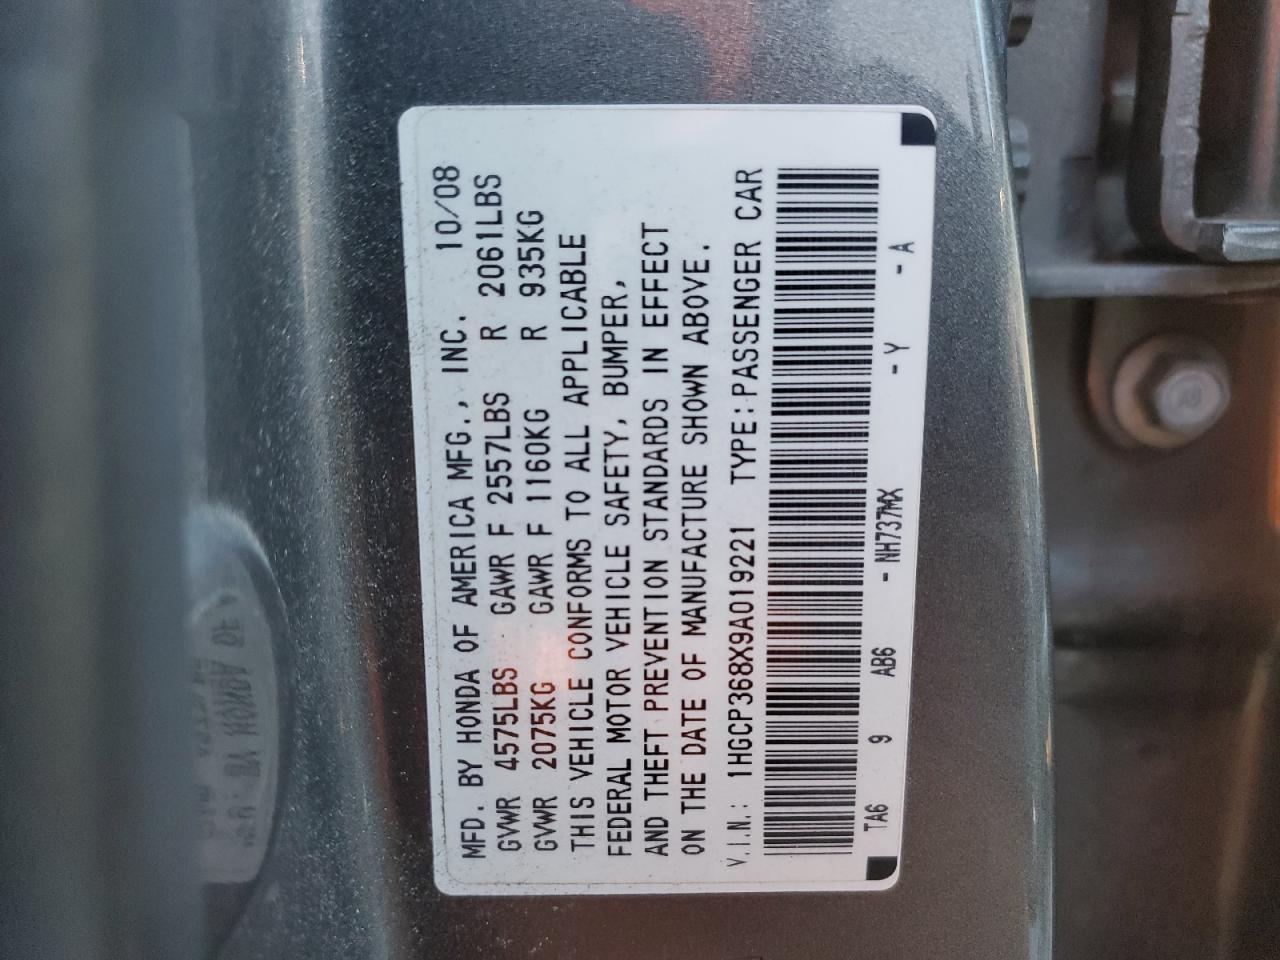 MFD. BY HONDA OF AMERICA MFG., INC. 10/08
GVWR 4575LBS GAWR F 2557LBS R 2061LBS
GVWR 2075KG GAWR F 1160KG R 935KG
THIS VEHICLE CONFORMS TO ALL APPLICABLE
FEDERAL MOTOR VEHICLE SAFETY, BUMPER,
AND THEFT PREVENTION STANDARDS IN EFFECT
ON THE DATE OF MANUFACTURE SHOWN ABOVE.
V.I.N.: 1HGCP368X9A019221 TYPE:PASSENGER CAR
TA6 9 AB6 - NH737MX - Y - A